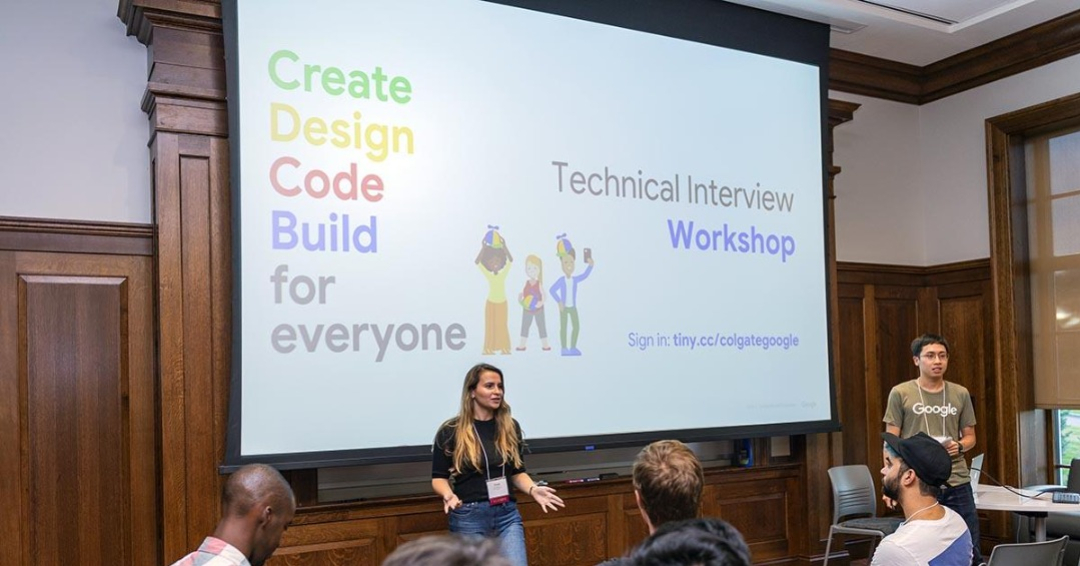 Create
Design
Code
Build
for
everyone
Technical Interview
Workshop
Sign in: tiny.cc/colgategoogle
Google